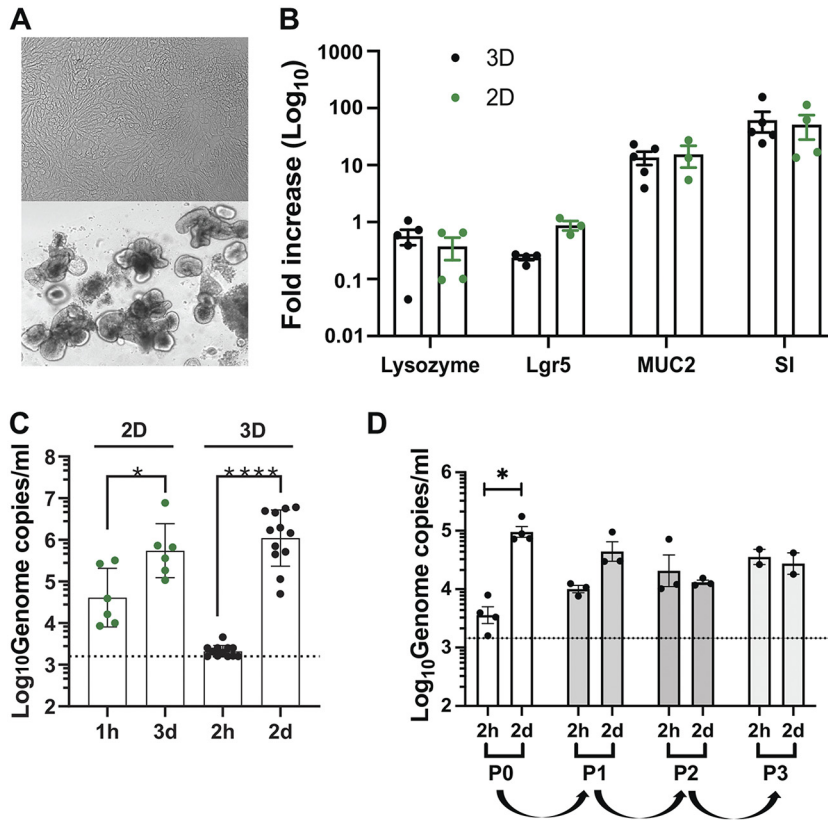 A
B
Fold increase (Log10)
1000
100
10
1
0.1
0.01
3D
2D
Lysozyme
Lgr5
MUC2
SI
C
2D
3D
*
****
Log10Genome copies/ml
8
7
6
5
4
3
2
1h
3d
2h
2d
D
*
Log10Genome copies/ml
6
5
4
3
2
2h 2d
2h 2d
2h 2d
2h 2d
P0
P1
P2
P3